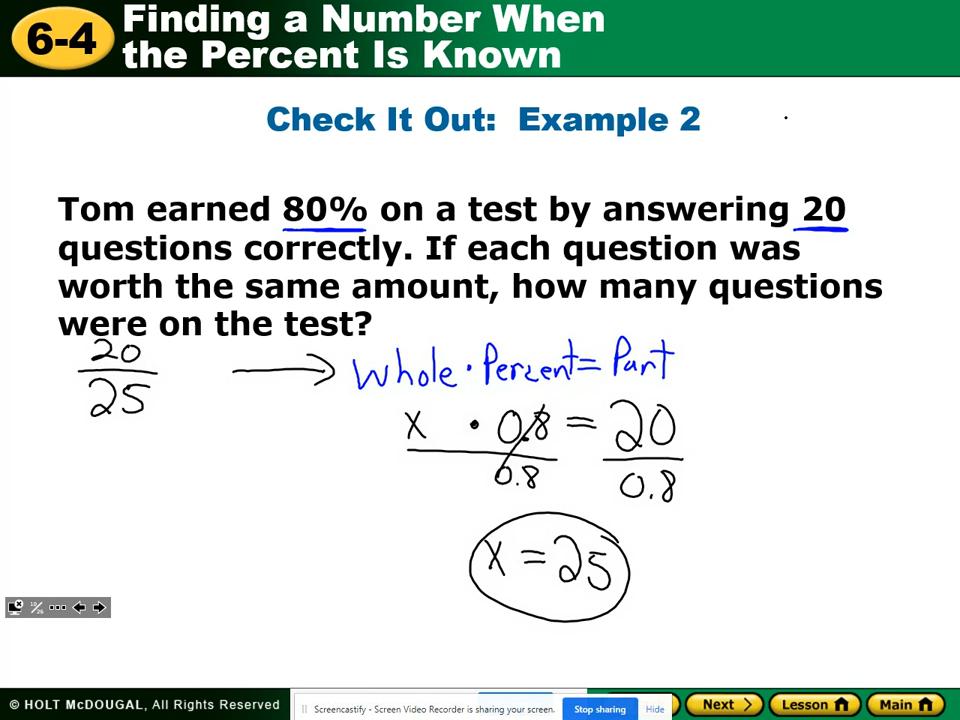 6-4
Finding a Number When
the Percent Is Known
Check It Out: Example 2
Tom earned 80% on a test by answering 20
questions correctly. If each question was
worth the same amount, how many questions
were on the test?
20
25
Whole · Percent = Part
x · 0.8 = 20
0.8 0.8
x = 25
© HOLT McDOUGAL, All Rights Reserved
Screencastify - Screen Video Recorder is sharing your screen.
Stop sharing
Hide
Next
Lesson
Main